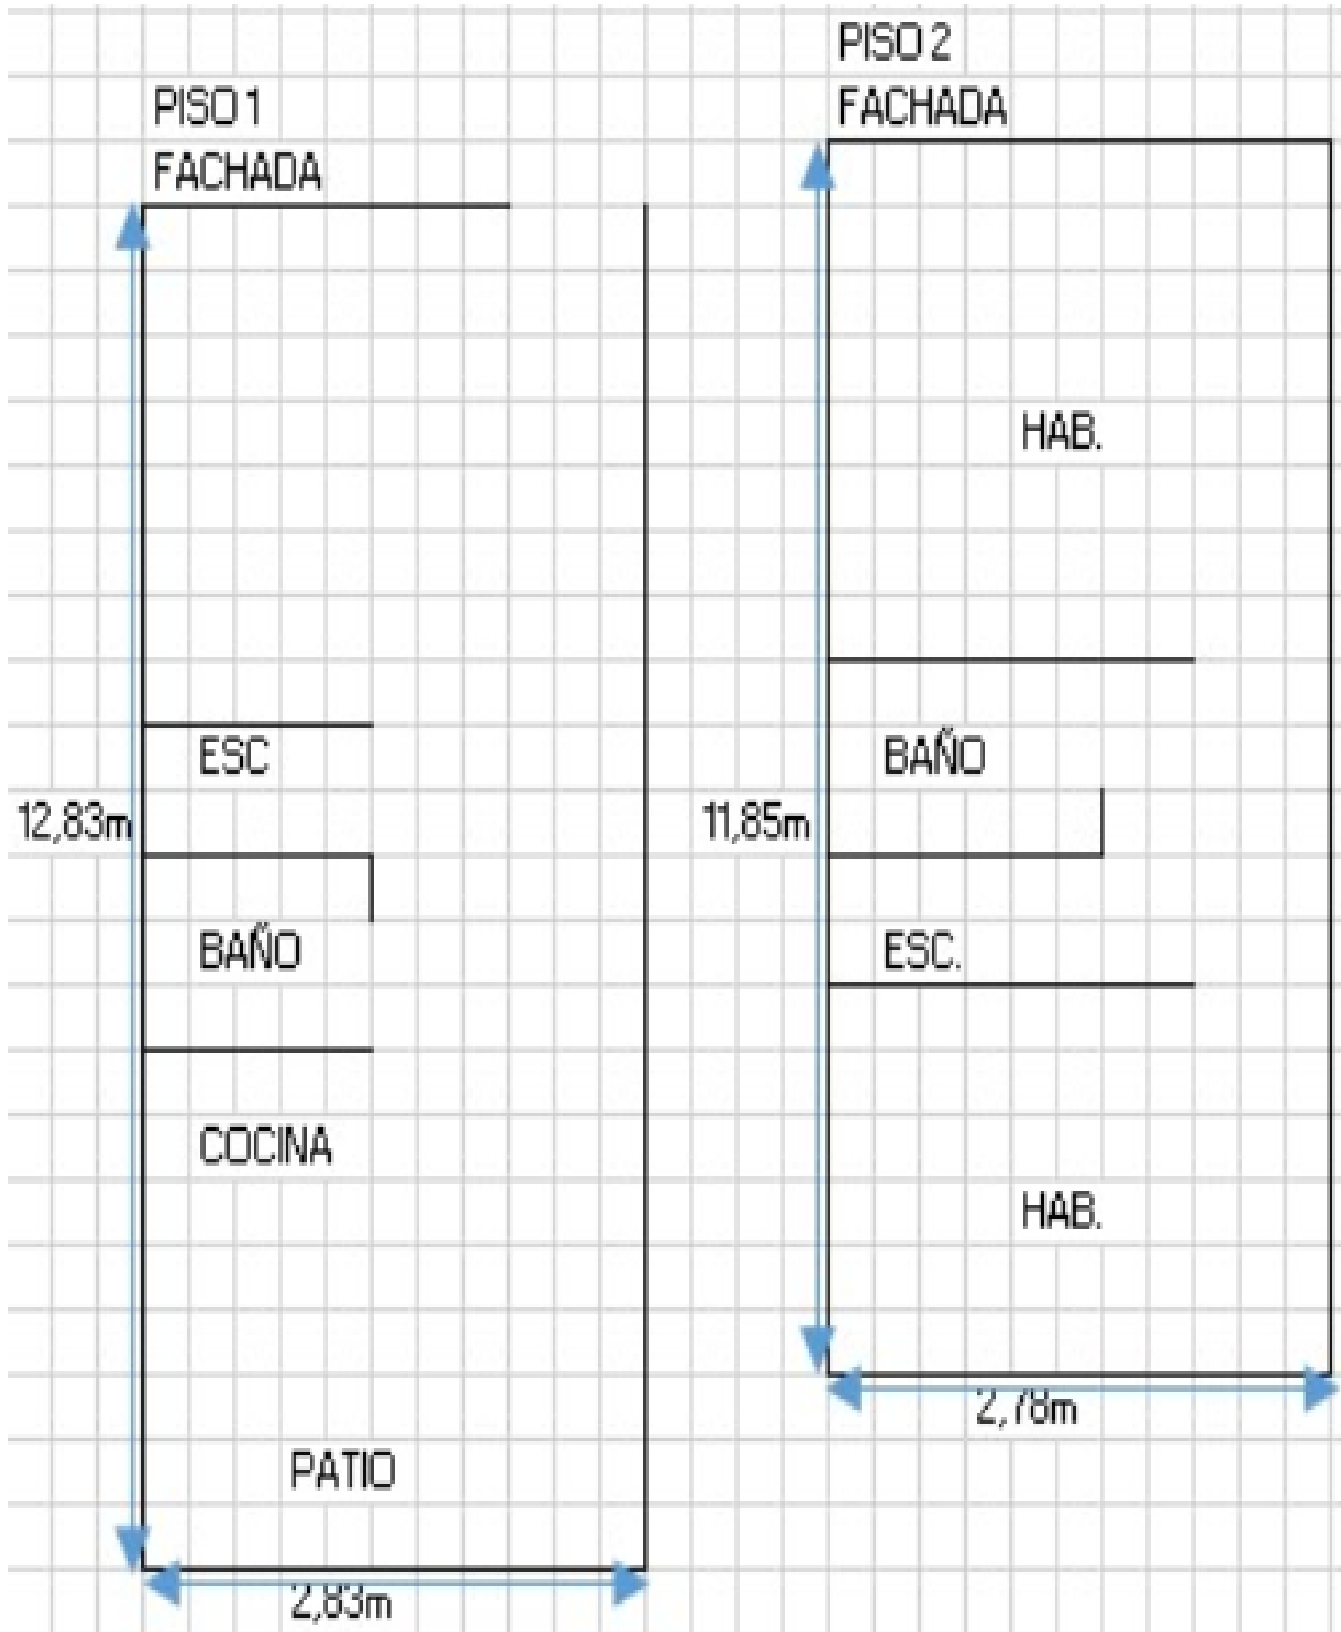 PISO 1
FACHADA
ESC
12,83m
BAÑO
COCINA
PATIO
2,83m
PISO 2
FACHADA
HAB.
BAÑO
11,85m
ESC.
HAB.
2,78m